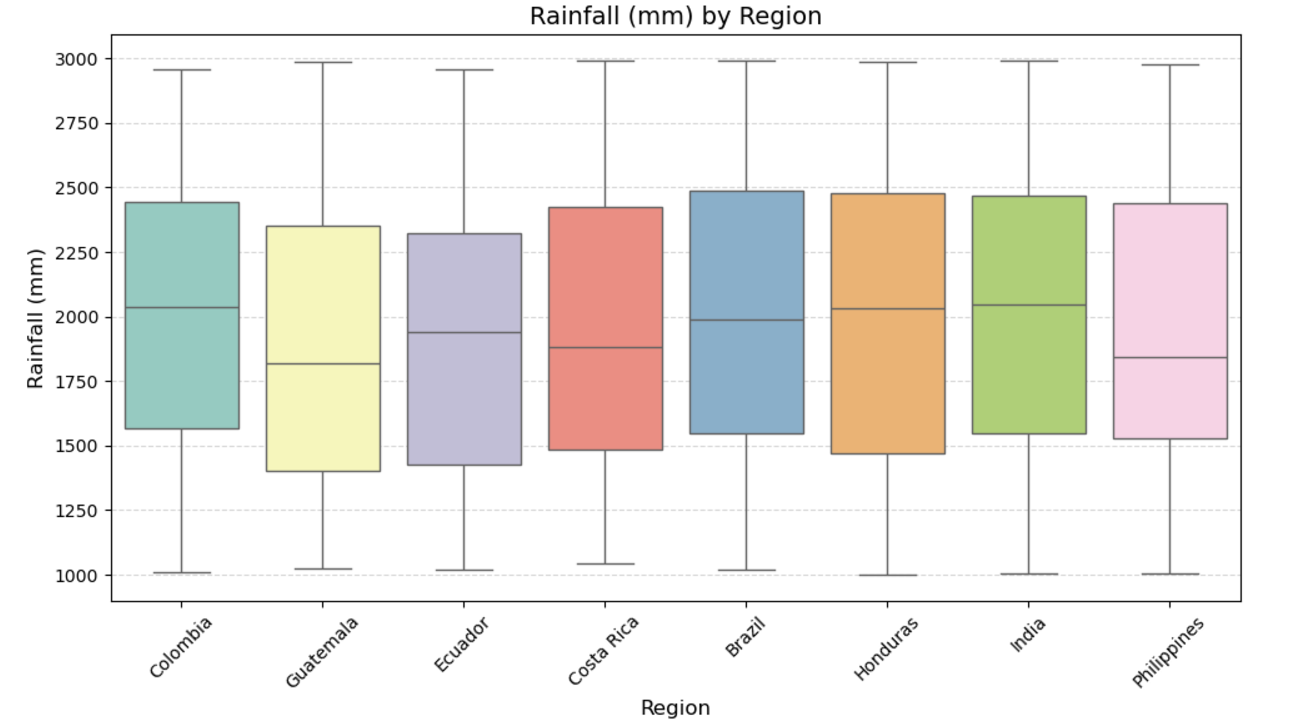 Rainfall (mm) by Region
Rainfall (mm)
3000
2750
2500
2250
2000
1750
1500
1250
1000
Colombia
Guatemala
Ecuador
Costa Rica
Brazil
Honduras
India
Philippines
Region